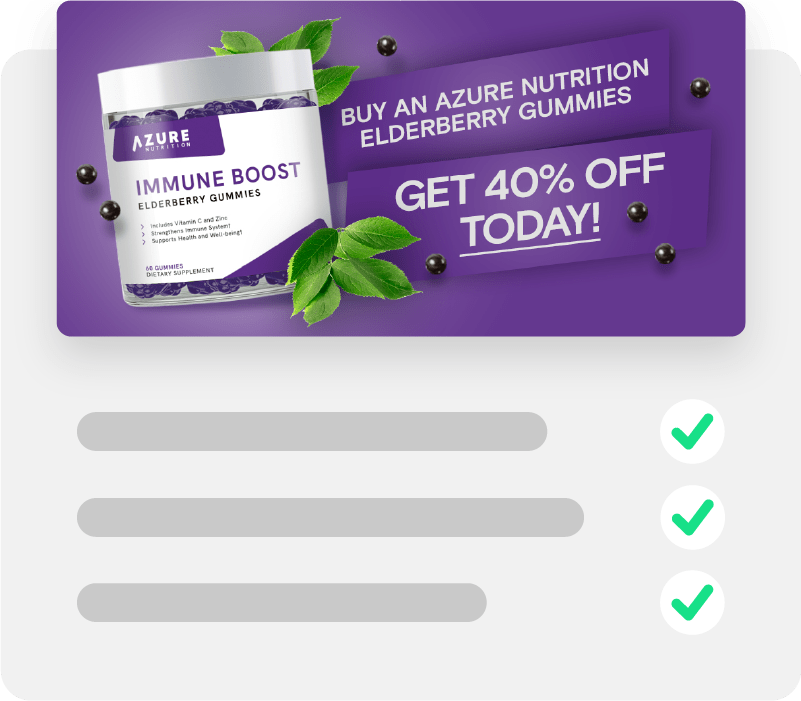 AZURE
NUTRITION
IMMUNE BOOST
ELDERBERRY GUMMIES
Includes Vitamin C and Zinc
Strengthens Immune System†
Supports Health and Well-being†
60 GUMMIES
DIETARY SUPPLEMENT
BUY AN AZURE NUTRITION
ELDERBERRY GUMMIES
GET 40% OFF
TODAY!